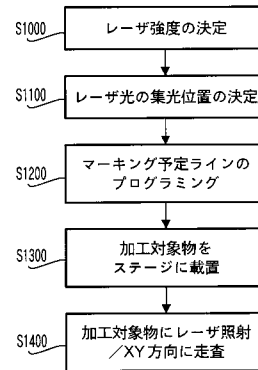 S1000
レーザ強度の決定
S1100
レーザ光の集光位置の決定
S1200
マーキング予定ラインの
プログラミング
S1300
加工対象物を
ステージに載置
S1400
加工対象物にレーザ照射
/XY方向に走査